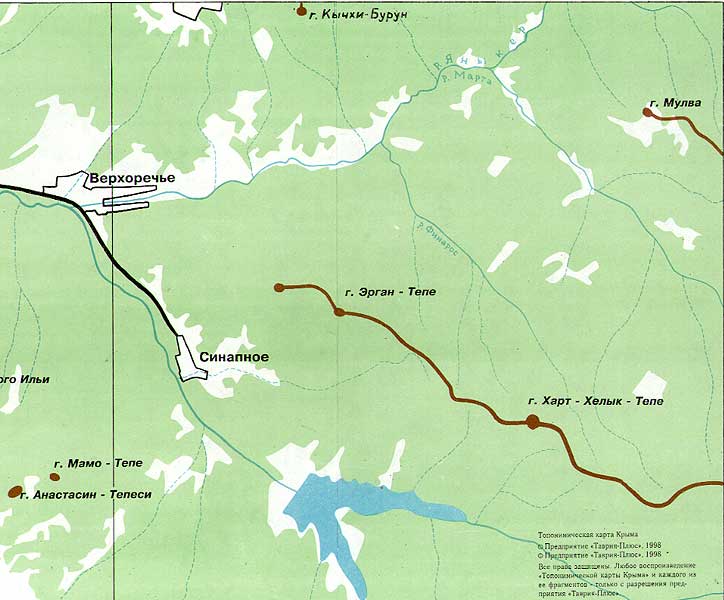 г. Кычхи-Бурун
р. Яныкер
р. Марта
г. Мулва
Верхоречье
р. Финарос
г. Эрган - Тепе
Синапное
ого Ильи
г. Харт - Хелык - Тепе
г. Мамо - Тепе
г. Анастасин - Тепеси
Топонимическая карта Крыма
© Предприятие «Таврия-Плюс», 1998
© Предприятие «Таврия-Плюс», 1998
Все права защищены. Любое воспроизведение
«Топонимической карты Крыма» и каждого из
ее фрагментов - только с разрешения пред-
приятия «Таврия-Плюс».